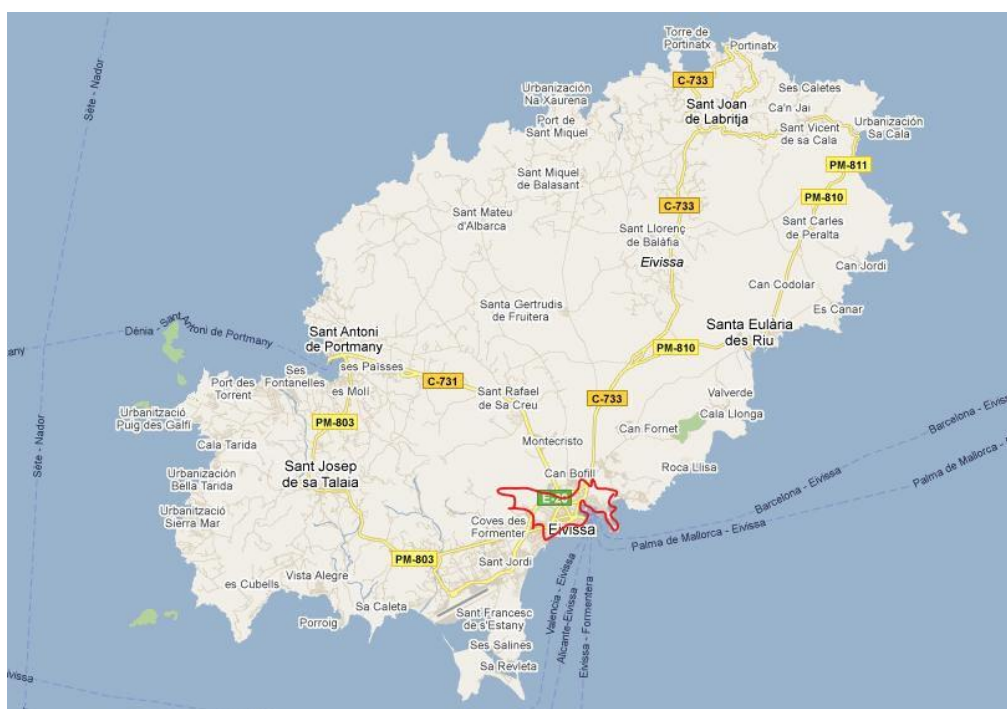 Torre de
Portinatx
Portinatx
C-733
Ses Caletes
Urbanización
Na Xaurena
Sant Joan
de Labritja
Ca'n Jai
Port de
Sant Miquel
Urbanización
Sa Cala
Sant Vicent
de sa Cala
PM-811
Sant Miquel
de Balasant
PM-810
C-733
Sant Mateu
d'Albarca
Sant Carles
de Peralta
Sant Llorenç
de Balàfia
Eivissa
Can Jordi
Can Codolar
Santa Gertrudis
de Fruitera
Es Canar
Santa Eulària
des Riu
Sant Antoni
de Portmany
Dénia - Sant Antoni de Portmany
any
PM-810
ses Païsses
Ses
Fontanelles
C-731
Port des
Torrent
es Molí
Sant Rafael
de Sa Creu
C-733
Valverde
Cala Llonga
Urbanizació
Puig des Galfí
PM-803
Can Fornet
Montecristo
Cala Tarida
Sant Josep
de sa Talaia
Roca Llisa
Can Bofill
Urbanización
Bella Tarida
E-20
Urbanización
Sierra Mar
Coves des
Formenter
Eivissa
PM-803
Sant Jordi
Vista Alegre
es Cubells
Sa Caleta
Sant Francesc
de s'Estany
Porroig
Ses Salines
Sa Revleta
Sète - Nador
Sète - Nador
Barcelona - Eiviss
Palma de Mallorca -
Barcelona - Eivissa
Palma de Mallorca - Eivissa
Valencia - Eivissa
Alicante-Eivissa
Eivissa - Formentera
ivissa